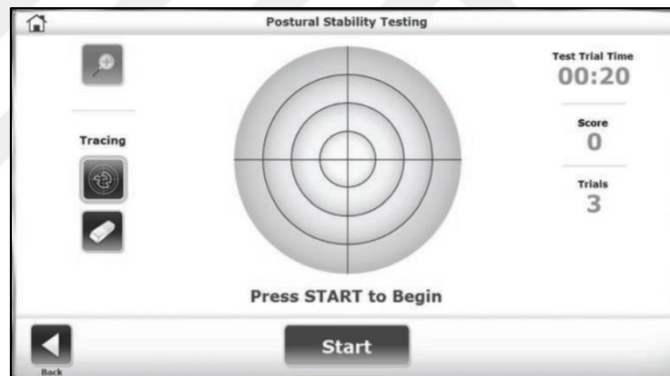 Postural Stability Testing
Tracing
Test Trial Time
00:20
Score
0
Trials
3
Press START to Begin
Back
Start